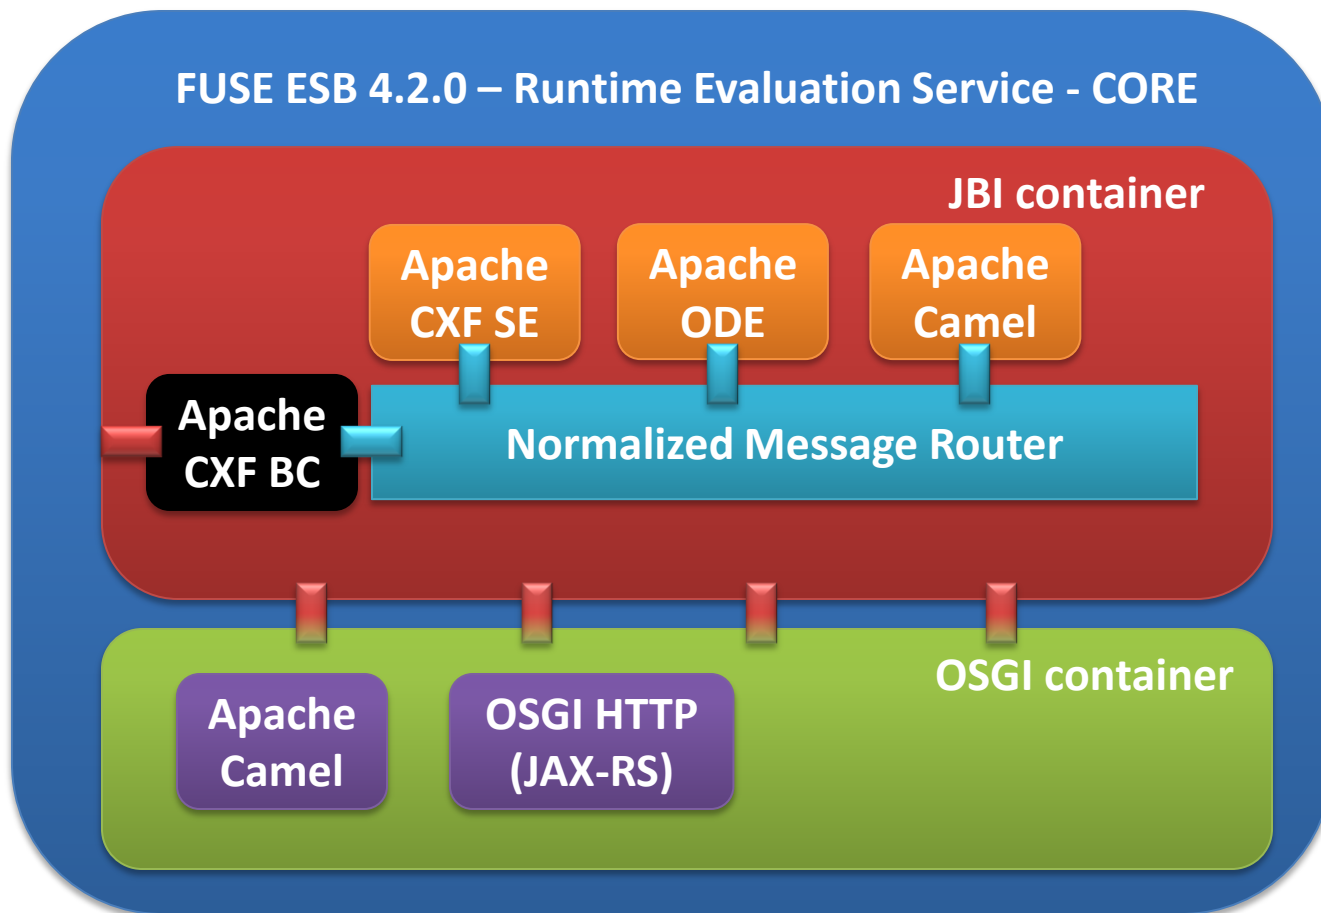 FUSE ESB 4.2.0 – Runtime Evaluation Service - CORE
JBI container
Apache
CXF SE
Apache
ODE
Apache
Camel
Apache
CXF BC
Normalized Message Router
OSGI container
Apache
Camel
OSGI HTTP
(JAX-RS)